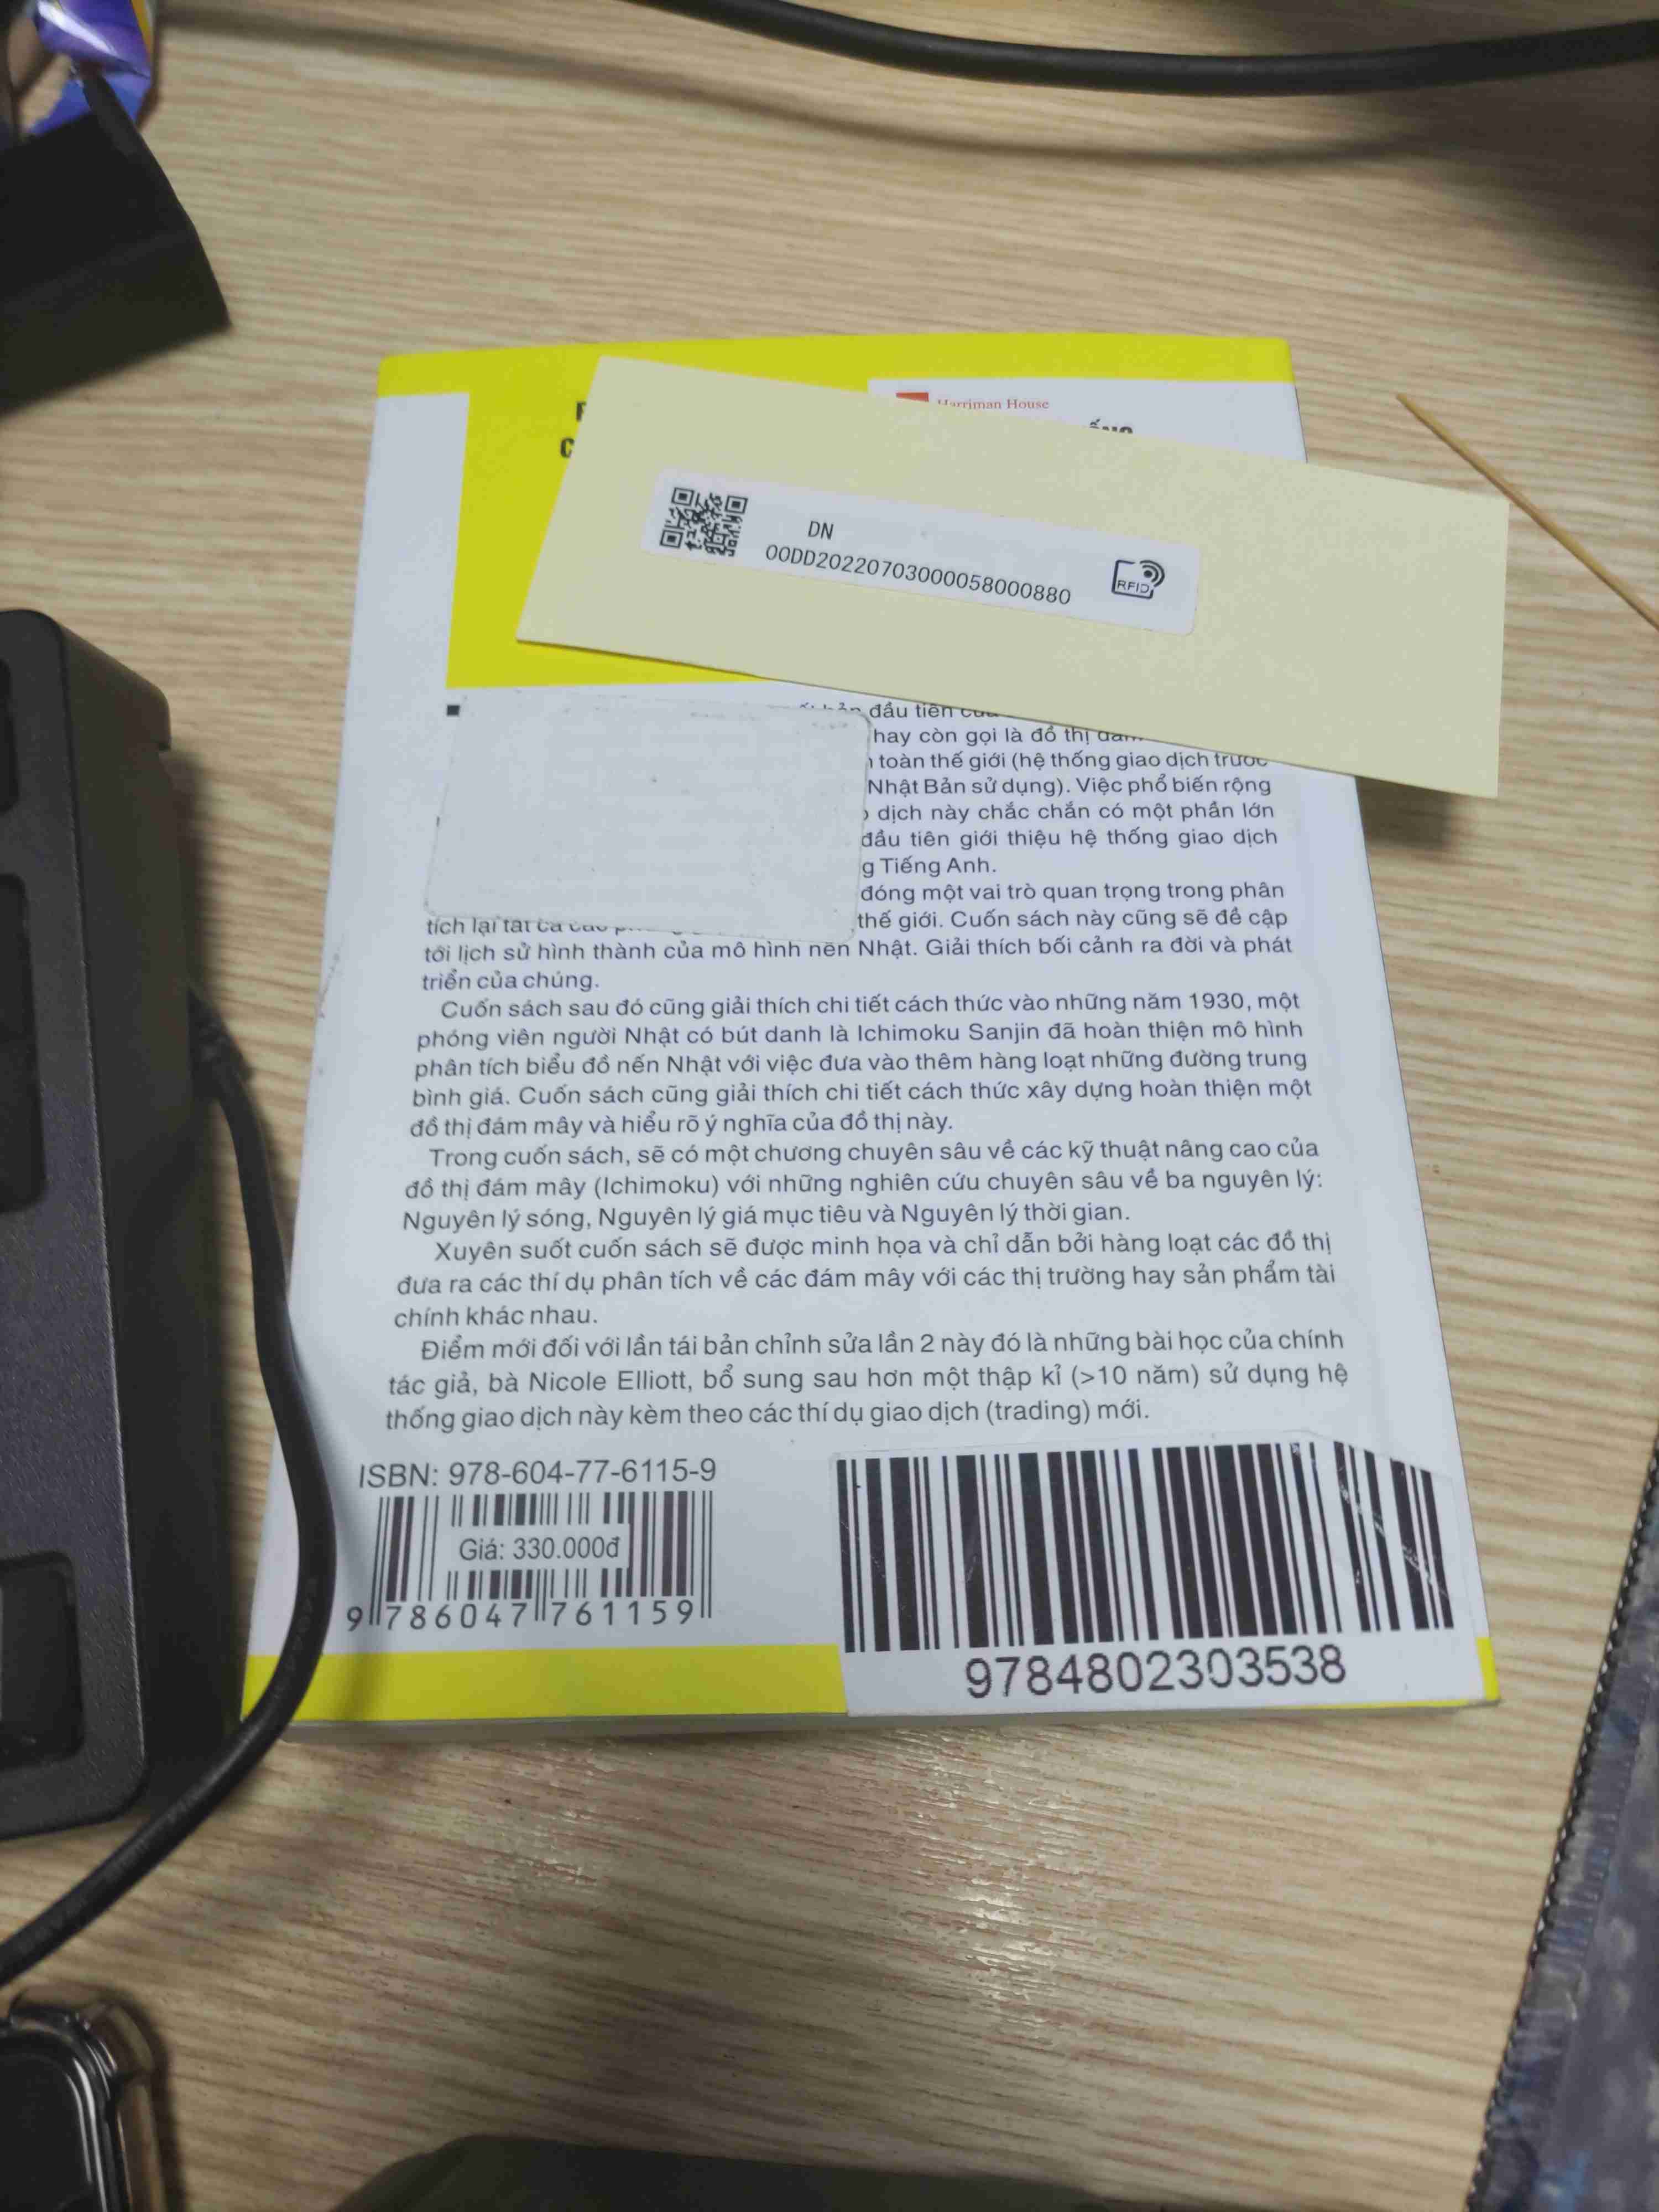 Harriman House
DN
00DD20220703000058000880
RFID
đầu tiên
hay còn gọi là đồ thị
toàn thế giới (hệ thống giao dịch trước
Nhật Bản sử dụng). Việc phổ biến rộng
dịch này chắc chắn có một phần lớn
đầu tiên giới thiệu hệ thống giao dịch
Tiếng Anh.
đóng một vai trò quan trọng trong phân
tích lại tất cả các thế giới. Cuốn sách này cũng sẽ đề cập
tới lịch sử hình thành của mô hình nến Nhật. Giải thích bối cảnh ra đời và phát
triển của chúng.
Cuốn sách sau đó cũng giải thích chi tiết cách thức vào những năm 1930, một
phóng viên người Nhật có bút danh là Ichimoku Sanjin đã hoàn thiện mô hình
phân tích biểu đồ nến Nhật với việc đưa vào thêm hàng loạt những đường trung
bình giá. Cuốn sách cũng giải thích chi tiết cách thức xây dựng hoàn thiện một
đồ thị đám mây và hiểu rõ ý nghĩa của đồ thị này.
Trong cuốn sách, sẽ có một chương chuyên sâu về các kỹ thuật nâng cao của
đồ thị đám mây (Ichimoku) với những nghiên cứu chuyên sâu về ba nguyên lý:
Nguyên lý sóng, Nguyên lý giá mục tiêu và Nguyên lý thời gian.
Xuyên suốt cuốn sách sẽ được minh họa và chỉ dẫn bởi hàng loạt các đồ thị
đưa ra các thí dụ phân tích về các đám mây với các thị trường hay sản phẩm tài
chính khác nhau.
Điểm mới đối với lần tái bản chỉnh sửa lần 2 này đó là những bài học của chính
tác giả, bà Nicole Elliott, bổ sung sau hơn một thập kỉ (>10 năm) sử dụng hệ
thống giao dịch này kèm theo các thí dụ giao dịch (trading) mới.
ISBN: 978-604-77-6115-9
Giá: 330.000đ
9 786047 761159
9784802303538